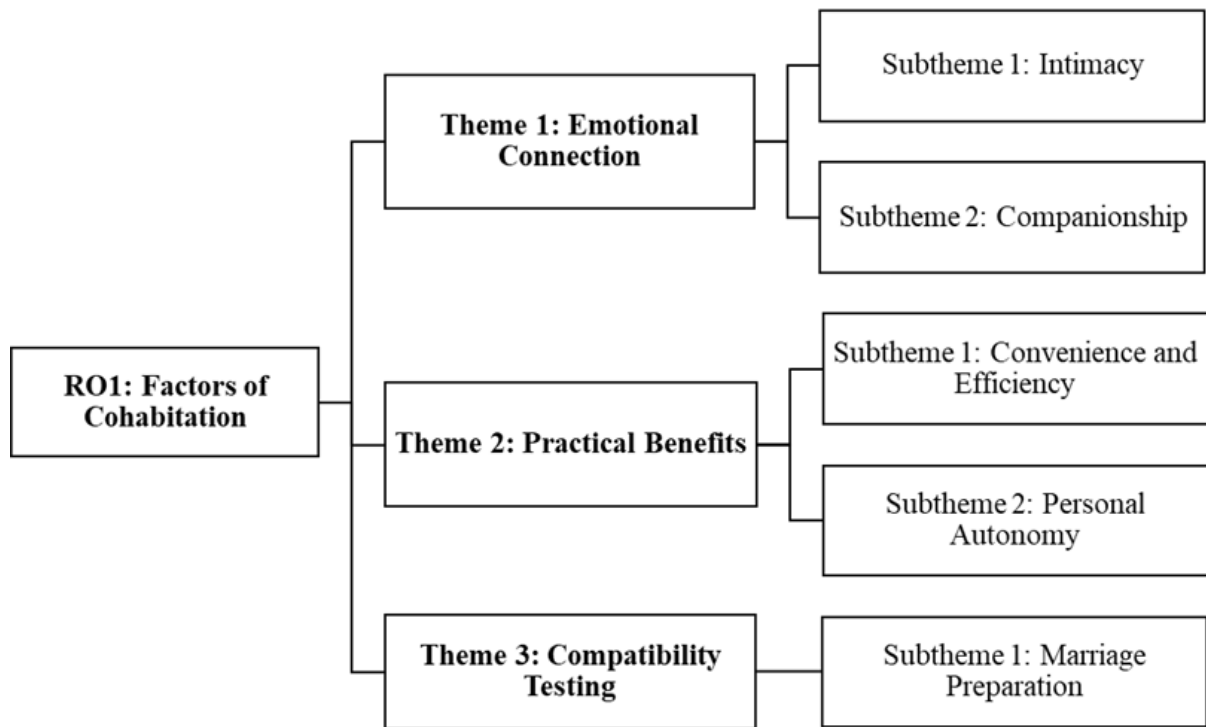 RO1: Factors of
Cohabitation
Theme 1: Emotional
Connection
Subtheme 1: Intimacy
Subtheme 2: Companionship
Theme 2: Practical Benefits
Subtheme 1: Convenience and
Efficiency
Subtheme 2: Personal
Autonomy
Theme 3: Compatibility
Testing
Subtheme 1: Marriage
Preparation